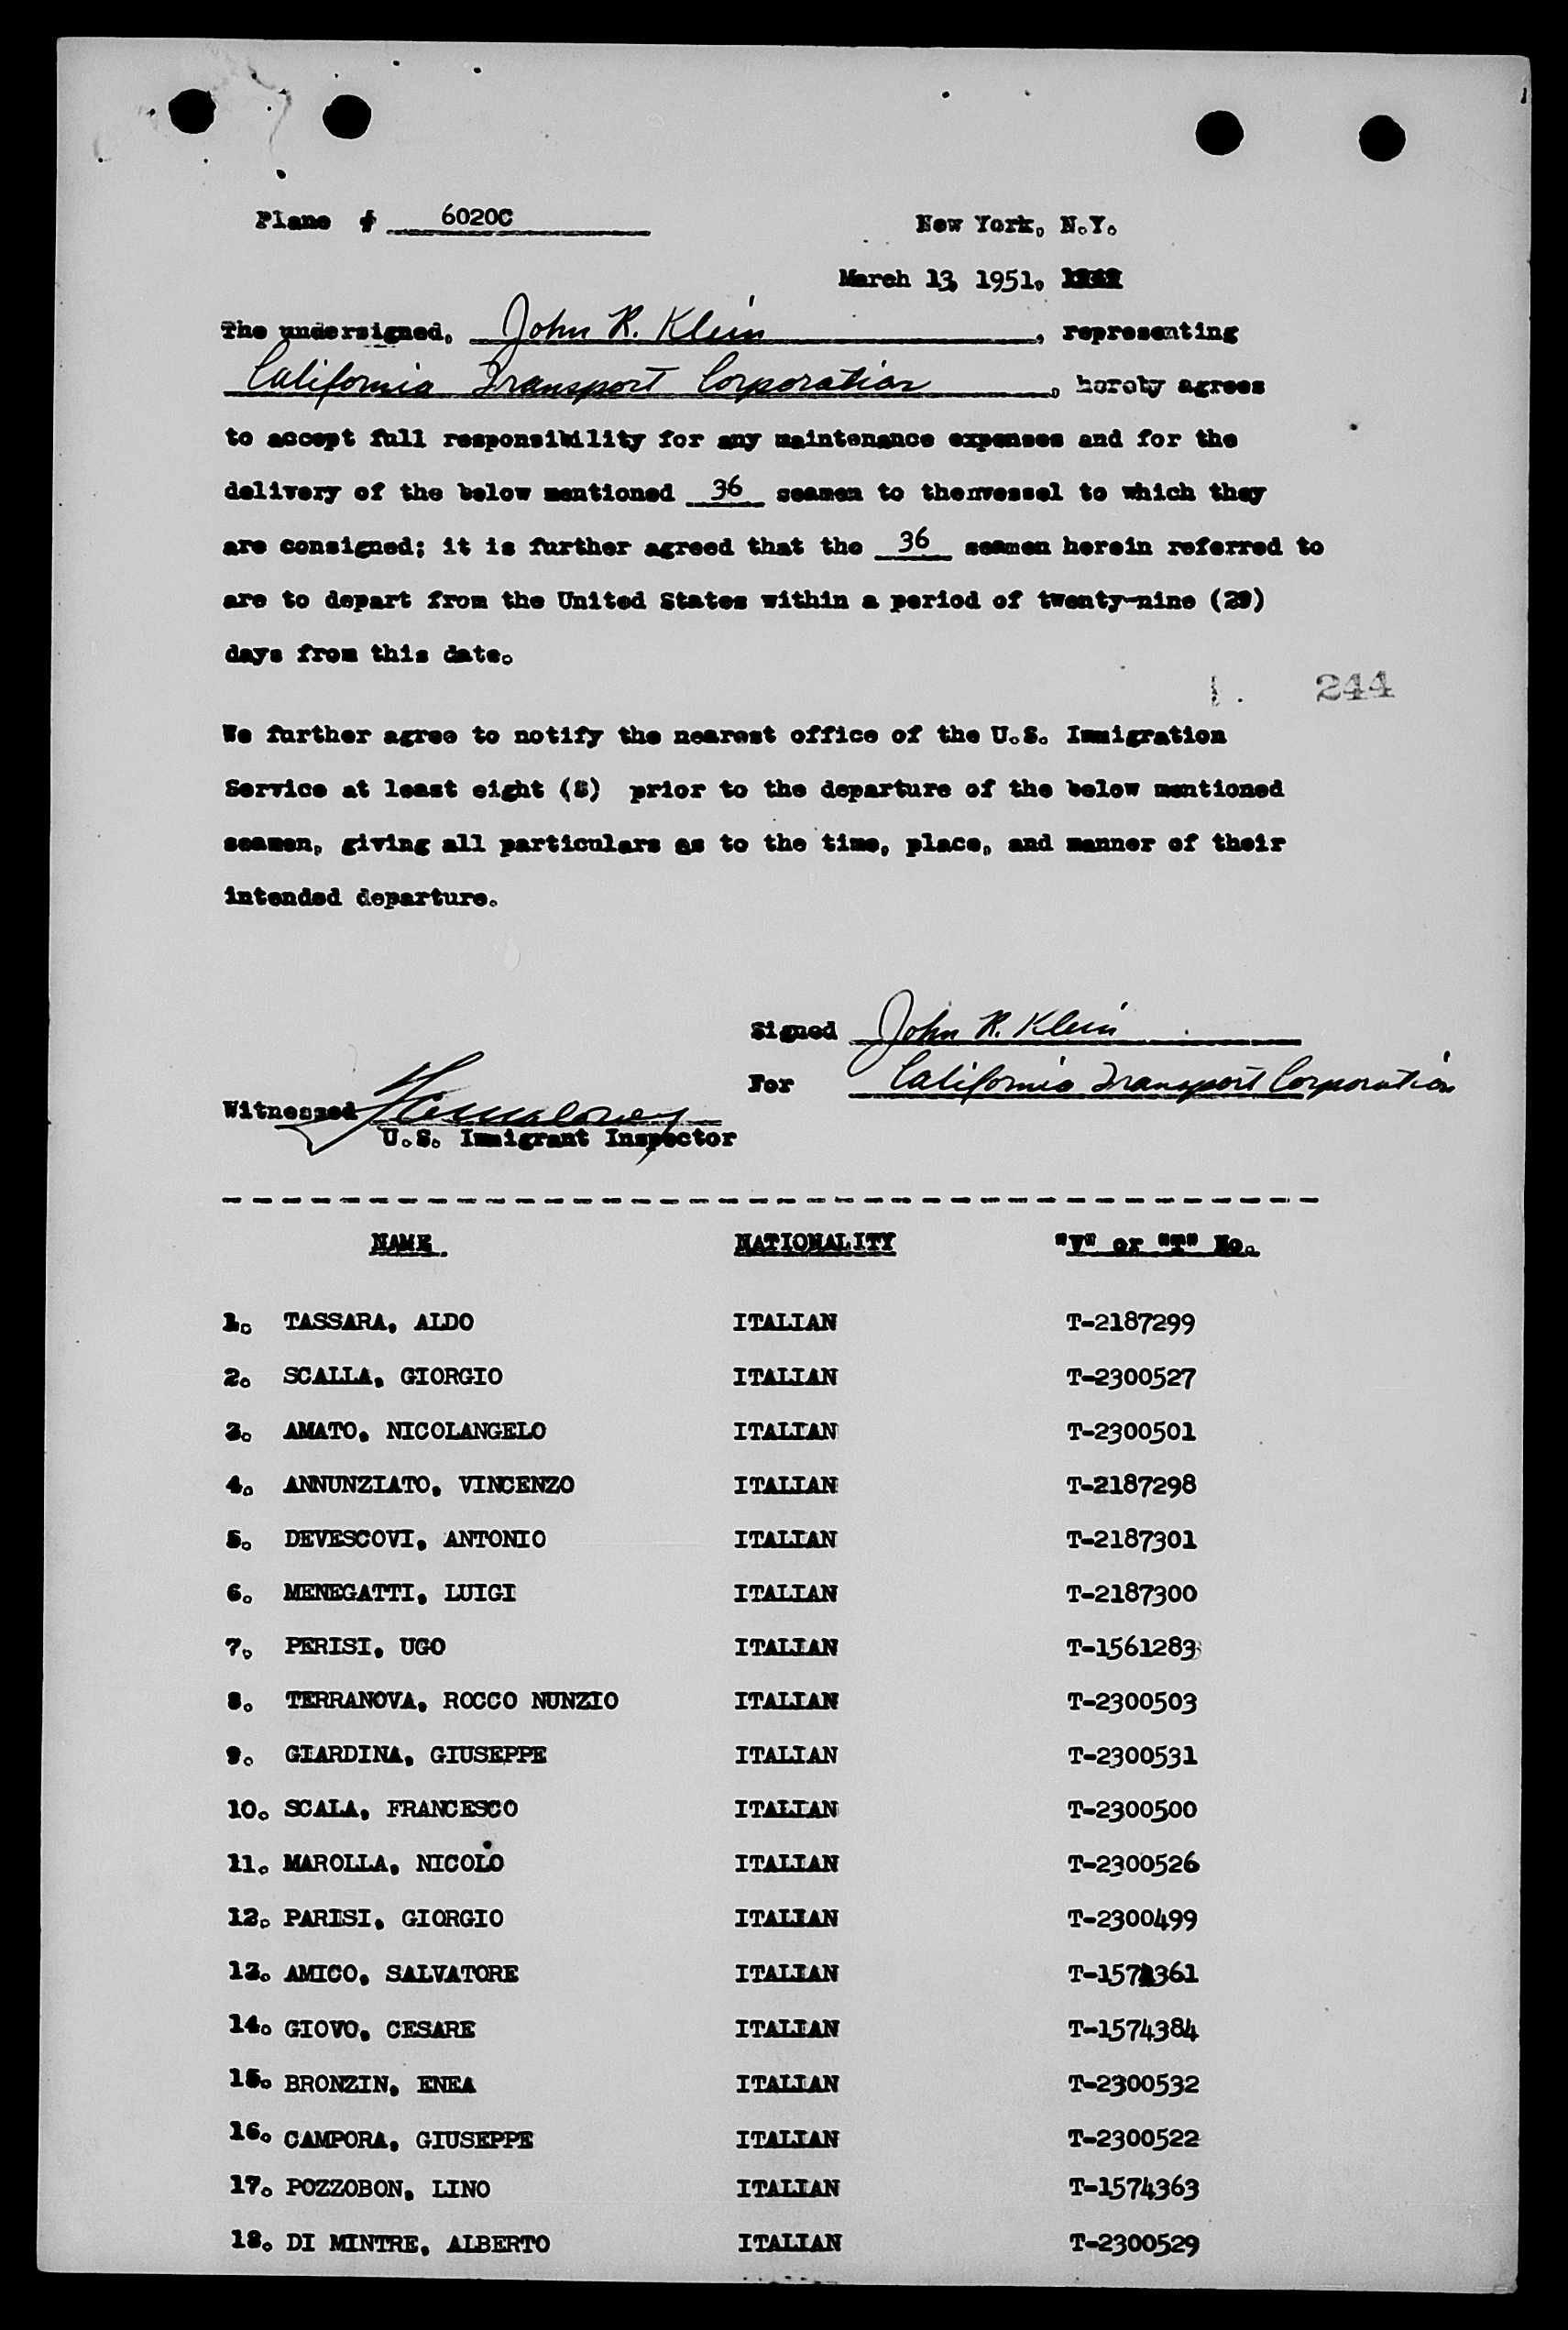 Plane # 6020C
New York, N.Y.
March 13, 1951,
The undersigned, John R. Klein, representing
California Transport Corporation, hereby agrees
to accept full responsibility for any maintenance expenses and for the
delivery of the below mentioned 36 seamen to thenvessel to which they
are consigned; it is further agreed that the 36 seamen herein referred to
are to depart from the United States within a period of twenty-nine (29)
days from this date.
244
We further agree to notify the nearest office of the U.S. Immigration
Service at least eight (8) prior to the departure of the below mentioned
seamen, giving all particulars as to the time, place, and manner of their
intended departure.
Signed John R. Klein
For California Transport Corporation
Witnessed
U.S. Immigrant Inspector
NAME NATIONALITY "V" or "T" No.
1. TASSARA, ALDO ITALIAN T-2187299
2. SCALLA, GIORGIO ITALIAN T-2300527
3. AMATO, NICOLANGELO ITALIAN T-2300501
4. ANNUNZIATO, VINCENZO ITALIAN T-2187298
5. DEVESCOVI, ANTONIO ITALIAN T-2187301
6. MENEGATTI, LUIGI ITALIAN T-2187300
7. PERISI, UGO ITALIAN T-1561283
8. TERRANOVA, ROCCO NUNZIO ITALIAN T-2300503
9. GIARDINA, GIUSEPPE ITALIAN T-2300531
10. SCALA, FRANCESCO ITALIAN T-2300500
11. MAROLLA, NICOLO ITALIAN T-2300526
12. PARISI, GIORGIO ITALIAN T-2300499
13. AMICO, SALVATORE ITALIAN
14. GIOVO, CESARE ITALIAN T-1574384
15. BRONZIN, ENEA ITALIAN T-2300532
16. CAMPORA, GIUSEPPE ITALIAN T-2300522
17. POZZOBON, LINO ITALIAN T-1574363
18. DI MINTRE, ALBERTO ITALIAN T-2300529